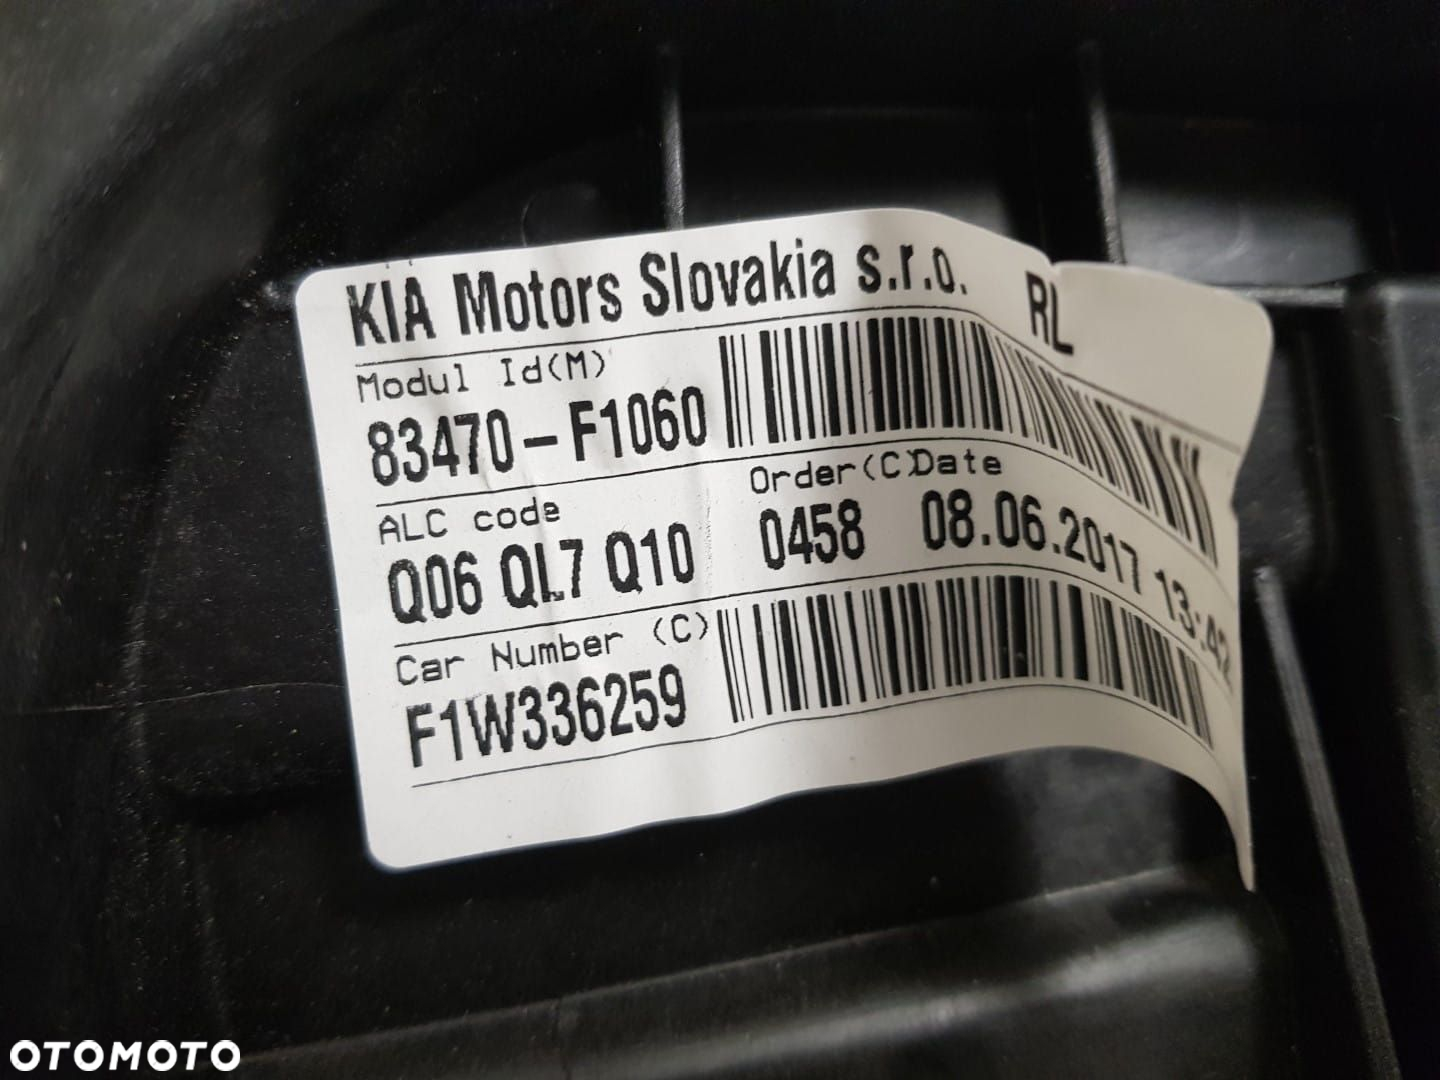 KIA Motors Slovakia s.r.o. RL
Modul Id(M)
83470-F1060
ALC code Order(C)Date
Q06 QL7 Q10 0458 08.06.2017 13:42
Car Number (C)
F1W336259
OTOMOTO